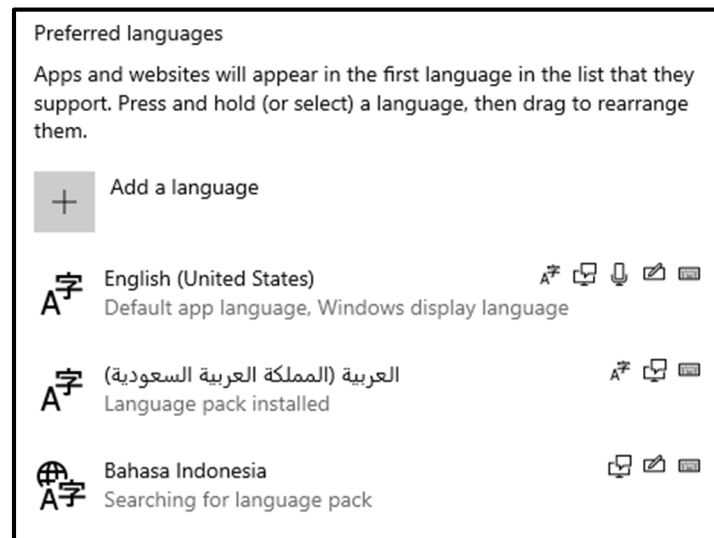 Preferred languages
Apps and websites will appear in the first language in the list that they
support. Press and hold (or select) a language, then drag to rearrange
them.
Add a language
English (United States)
Default app language, Windows display language
العربية (المملكة العربية السعودية)
Language pack installed
Bahasa Indonesia
Searching for language pack